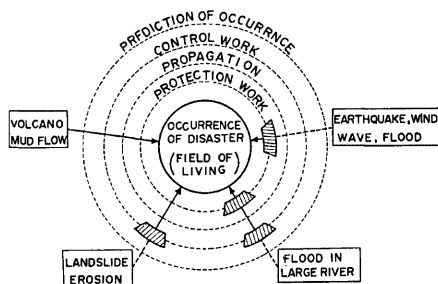 PRFDICTION OF OCCURRNCE
CONTROL WORK
PROPAGATION
PROTECTION WORK
VOLCANO
MUD FLOW
OCCURRENCE
OF DISASTER
(FIELD OF
LIVING)
EARTHQUAKE, WIND
WAVE, FLOOD
LANDSLIDE
EROSION
FLOOD IN
LARGE RIVER